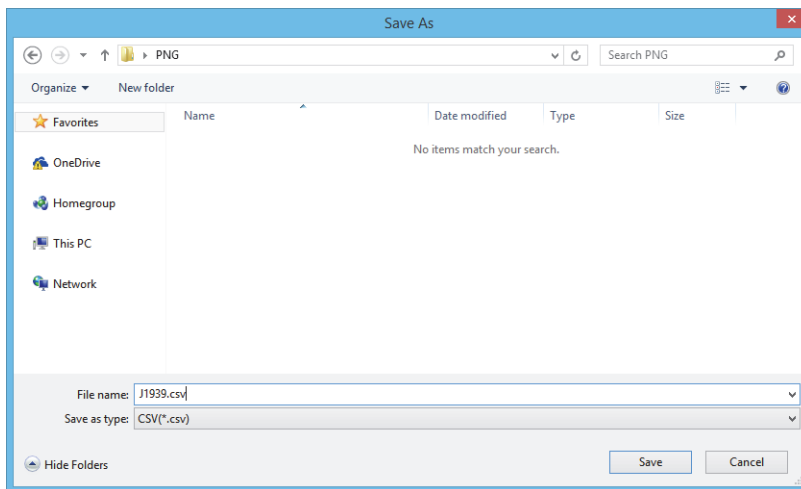 Save As
PNG
Search PNG
Organize
New folder
Name
Date modified
Type
Size
Favorites
No items match your search.
OneDrive
Homegroup
This PC
Network
File name: J1939.csv
Save as type: CSV(*.csv)
Hide Folders
Save
Cancel